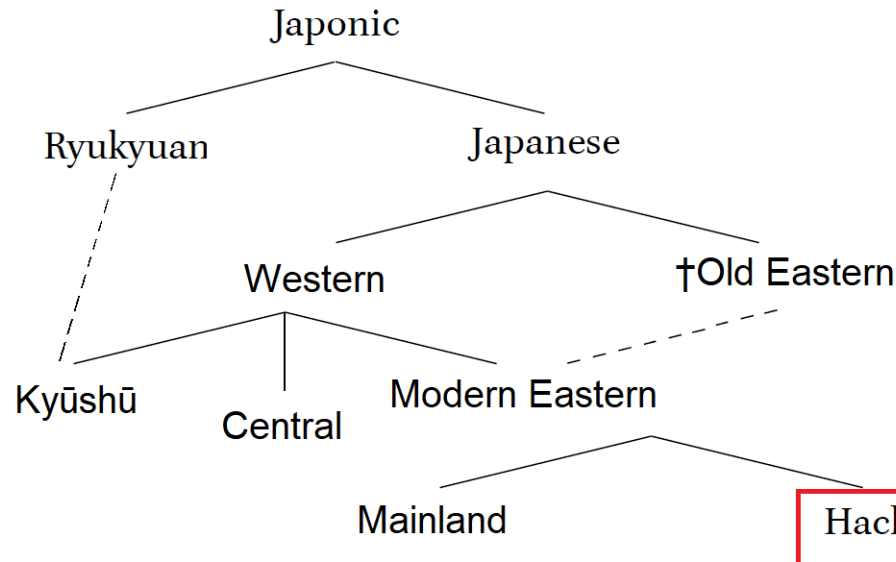 Japonic
Ryukyuan
Japanese
Western
†Old Eastern
Kyūshū
Central
Modern Eastern
Mainland